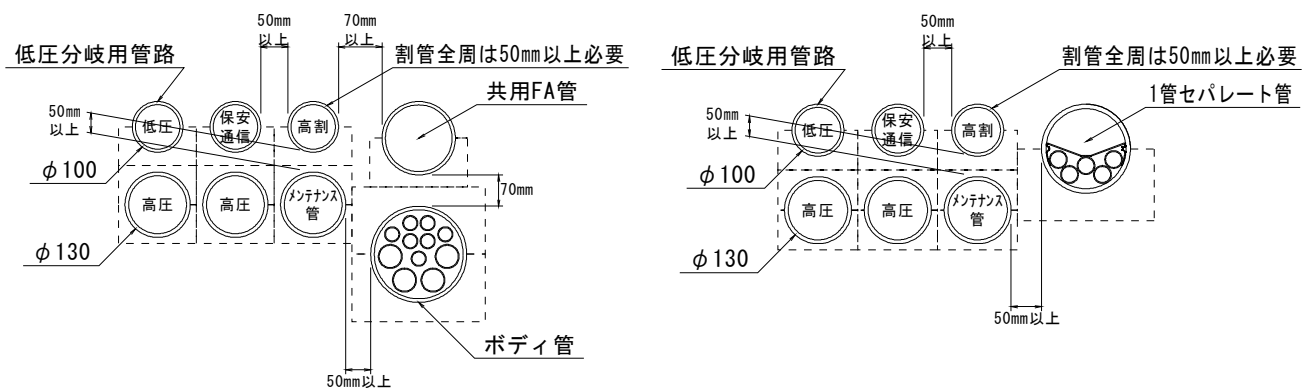 50mm
以上
70mm
以上
低圧分岐用管路
割管全周は50mm以上必要
共用FA管
50mm
以上
低圧
保安
通信
高割
φ100
70mm
高圧
高圧
メンテナンス
管
φ130
ボディ管
50mm以上
50mm
以上
低圧分岐用管路
割管全周は50mm以上必要
1管セパレート管
50mm
以上
低圧
保安
通信
高割
φ100
高圧
高圧
メンテナンス
管
φ130
50mm以上